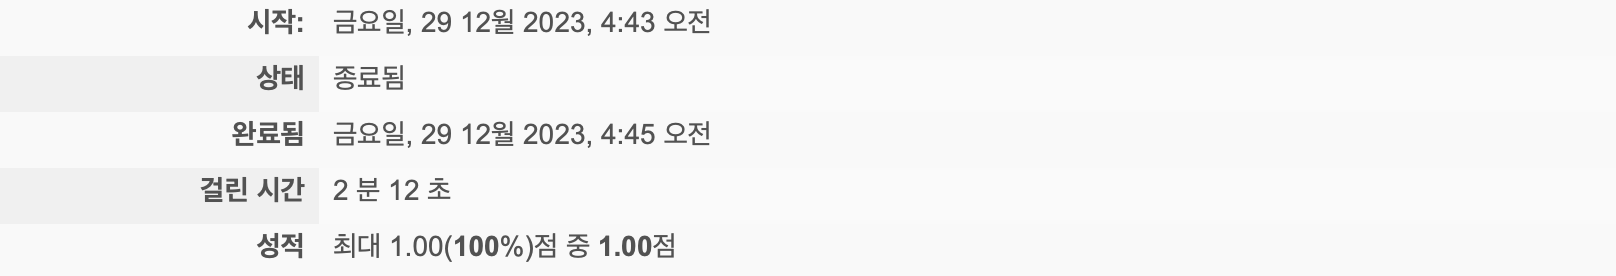 시작: 금요일, 29 12월 2023, 4:43 오전
상태 종료됨
완료됨 금요일, 29 12월 2023, 4:45 오전
걸린 시간 2 분 12 초
성적 최대 1.00(100%)점 중 1.00점